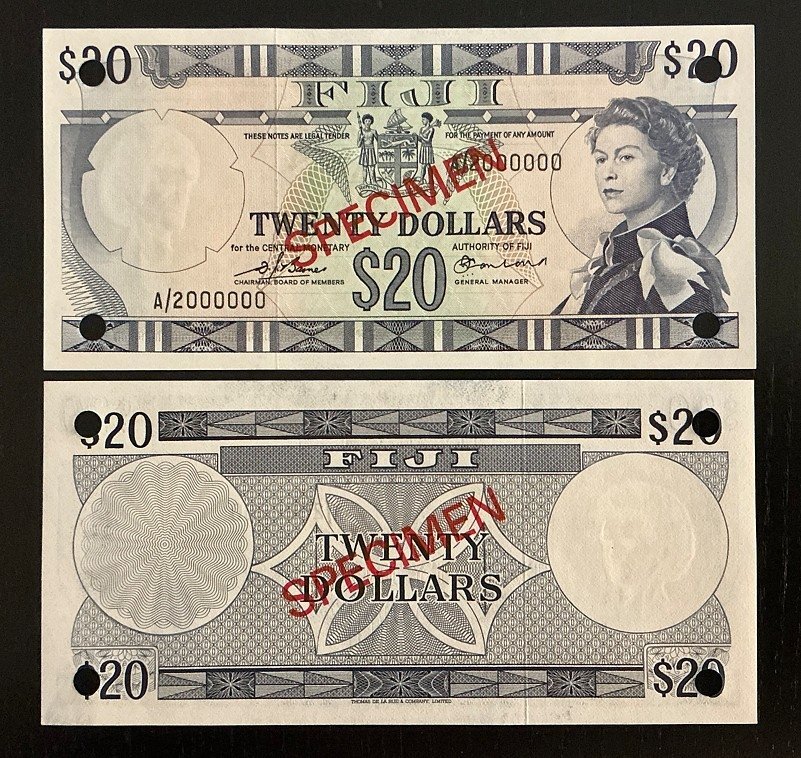 $20 $20
FIJI
THESE NOTES ARE LEGAL TENDER FOR THE PAYMENT OF ANY AMOUNT
A/2000000
SPECIMEN
TWENTY DOLLARS
for the CENTRAL MONETARY AUTHORITY OF FIJI
$20
CHAIRMAN, BOARD OF MEMBERS GENERAL MANAGER
A/2000000
$20 $20
FIJI
SPECIMEN
TWENTY
DOLLARS
$20 $20
THOMAS DE LA RUE & COMPANY, LIMITED